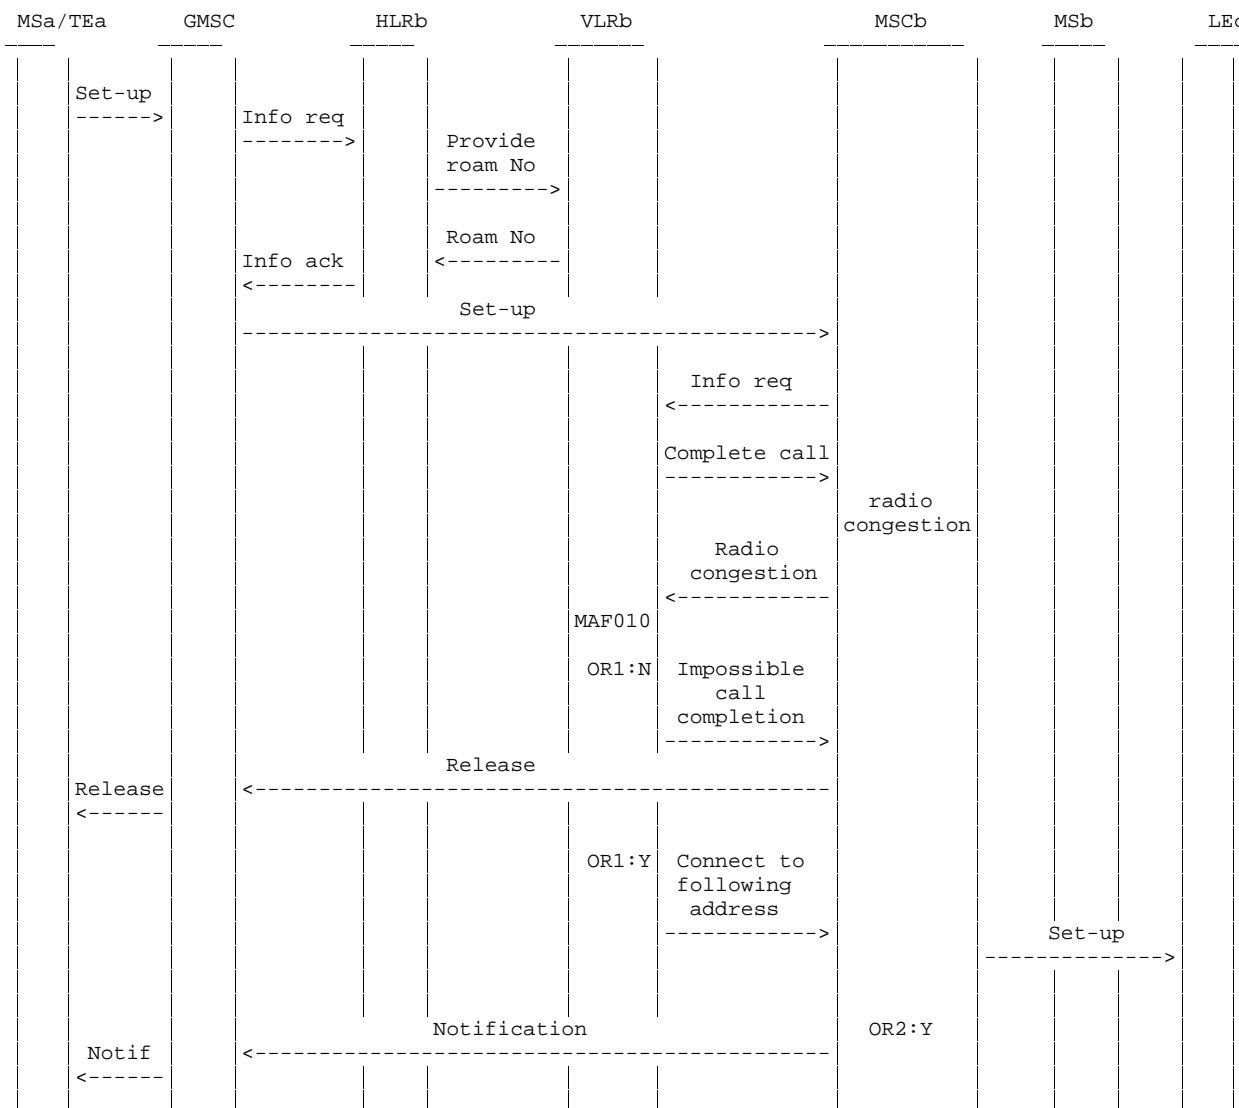 MSa/TEa GMSC HLRb VLRb MSCb MSb LEc
Set-up
------>
Info req
-------->
Provide
roam No
--------->
Roam No
Info ack <---------
<--------
Set-up
--------------------------------------------->
Info req
<------------
Complete call
------------>
radio
congestion
Radio
congestion
<------------
MAF010
OR1:N Impossible
call
completion
------------>
Release
Release <---------------------------------------------
<------
OR1:Y Connect to
following
address
------------> Set-up
-------------->
Notification OR2:Y
Notif <---------------------------------------------
<------